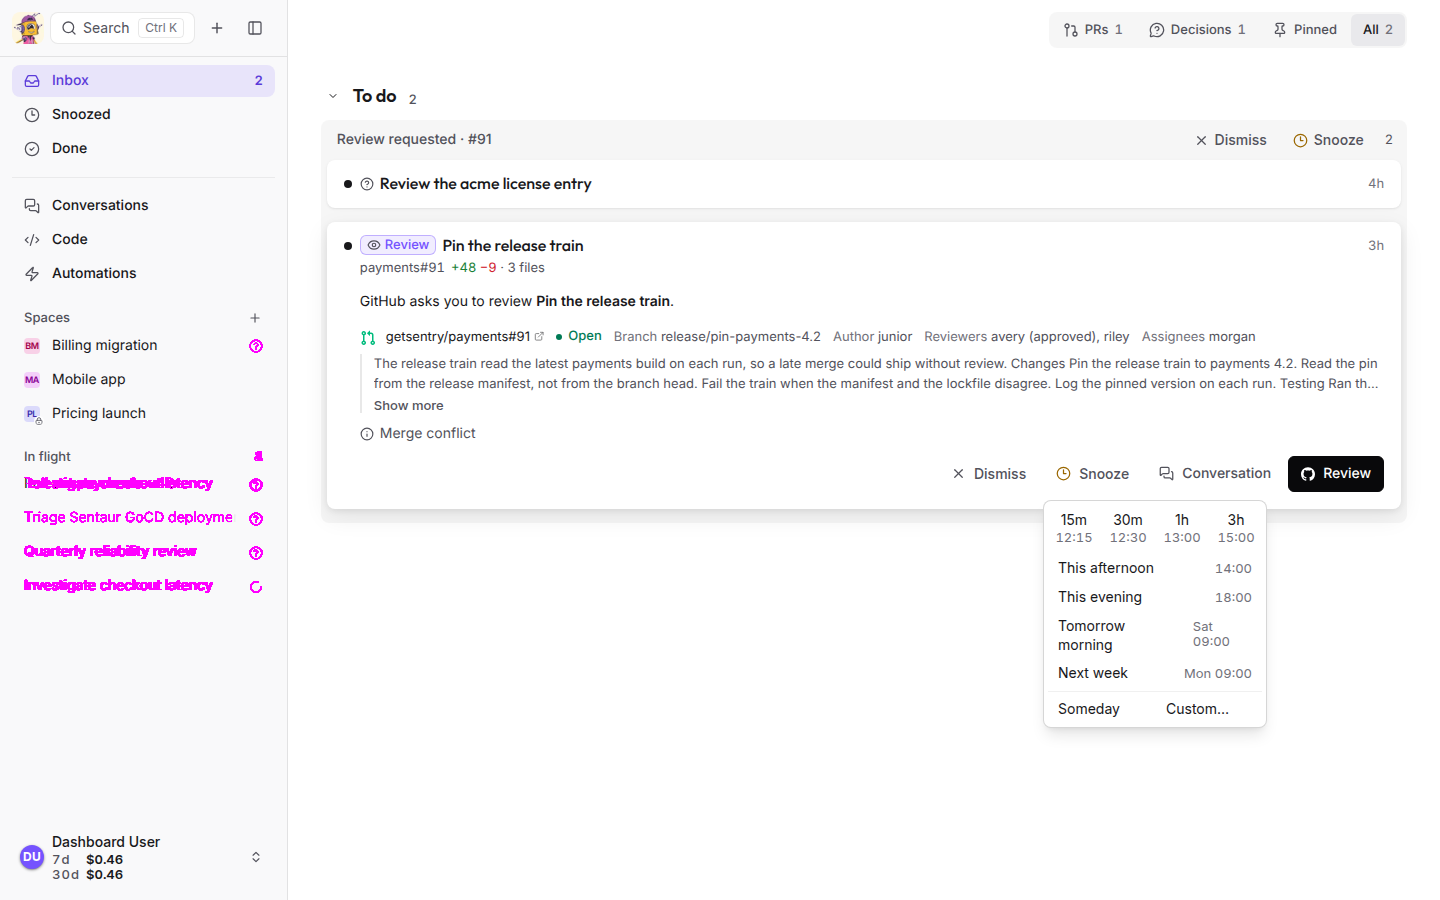 Search Ctrl K
PRs 1 Decisions 1 Pinned All 2
Inbox 2
Snoozed
Done
Conversations
Code
Automations
Spaces
BM Billing migration
MA Mobile app
PL Pricing launch
In flight
Triage Sentaur GoCD deployme
Quarterly reliability review
Investigate checkout latency
DU Dashboard User
7d $0.46
30d $0.46
To do 2
Review requested · #91 Dismiss Snooze 2
Review the acme license entry 4h
Review Pin the release train 3h
payments#91 +48 −9 · 3 files
GitHub asks you to review Pin the release train.
getsentry/payments#91 Open Branch release/pin-payments-4.2 Author junior Reviewers avery (approved), riley Assignees morgan
The release train read the latest payments build on each run, so a late merge could ship without review. Changes Pin the release train to payments 4.2. Read the pin
from the release manifest, not from the branch head. Fail the train when the manifest and the lockfile disagree. Log the pinned version on each run. Testing Ran th...
Show more
Merge conflict
Dismiss Snooze Conversation Review
15m 30m 1h 3h
12:15 12:30 13:00 15:00
This afternoon 14:00
This evening 18:00
Tomorrow morning Sat 09:00
Next week Mon 09:00
Someday Custom...